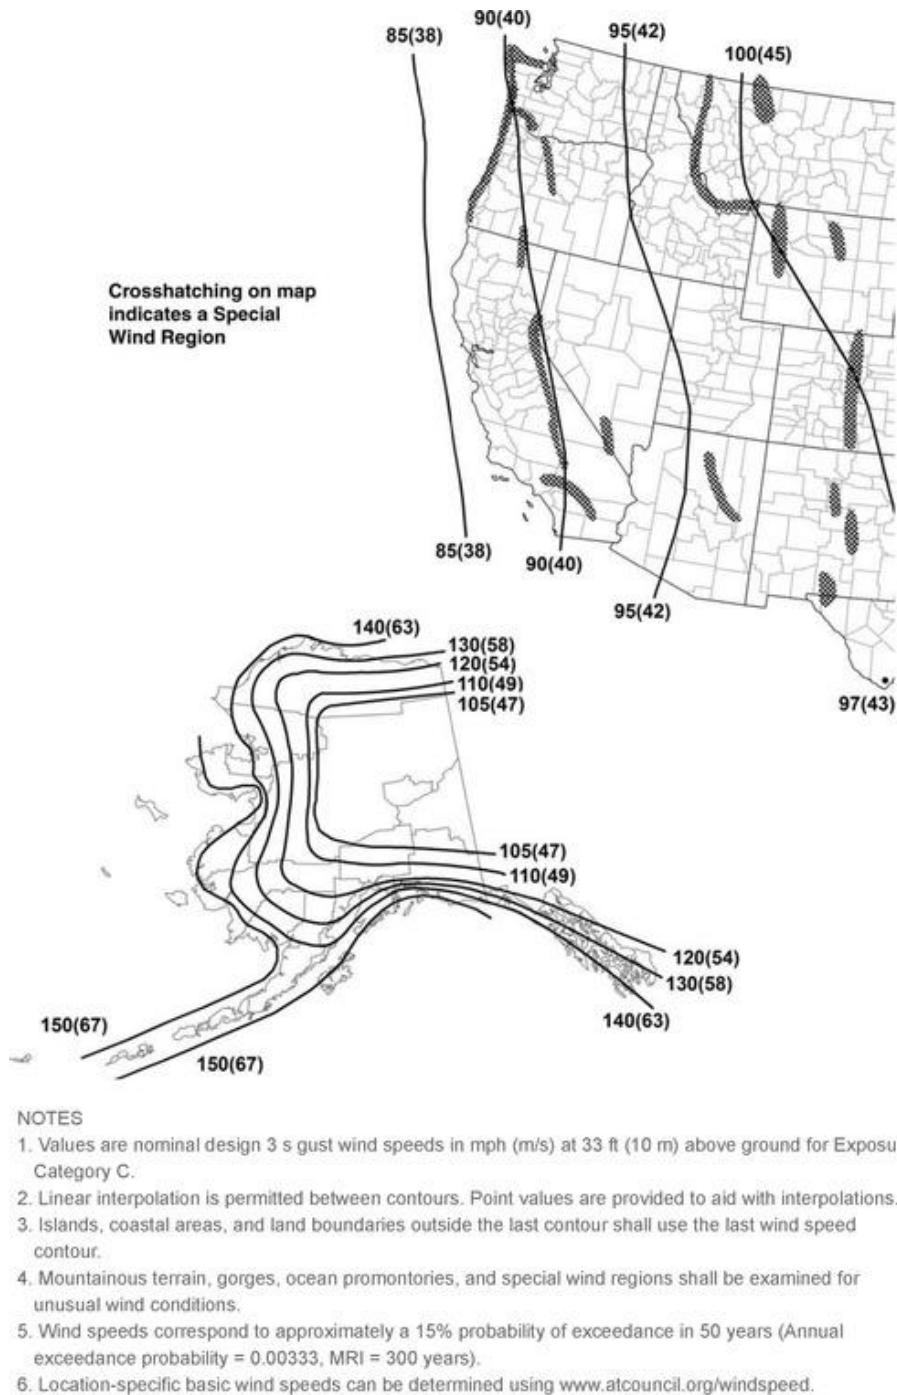 90(40)
85(38)
95(42)
100(45)
Crosshatching on map
indicates a Special
Wind Region
85(38)
90(40)
95(42)
97(43)
140(63)
130(58)
120(54)
110(49)
105(47)
105(47)
110(49)
120(54)
130(58)
140(63)
150(67)
150(67)
NOTES
1. Values are nominal design 3 s gust wind speeds in mph (m/s) at 33 ft (10 m) above ground for Exposu
Category C.
2. Linear interpolation is permitted between contours. Point values are provided to aid with interpolations.
3. Islands, coastal areas, and land boundaries outside the last contour shall use the last wind speed
contour.
4. Mountainous terrain, gorges, ocean promontories, and special wind regions shall be examined for
unusual wind conditions.
5. Wind speeds correspond to approximately a 15% probability of exceedance in 50 years (Annual
exceedance probability = 0.00333, MRI = 300 years).
6. Location-specific basic wind speeds can be determined using www.atcouncil.org/windspeed.